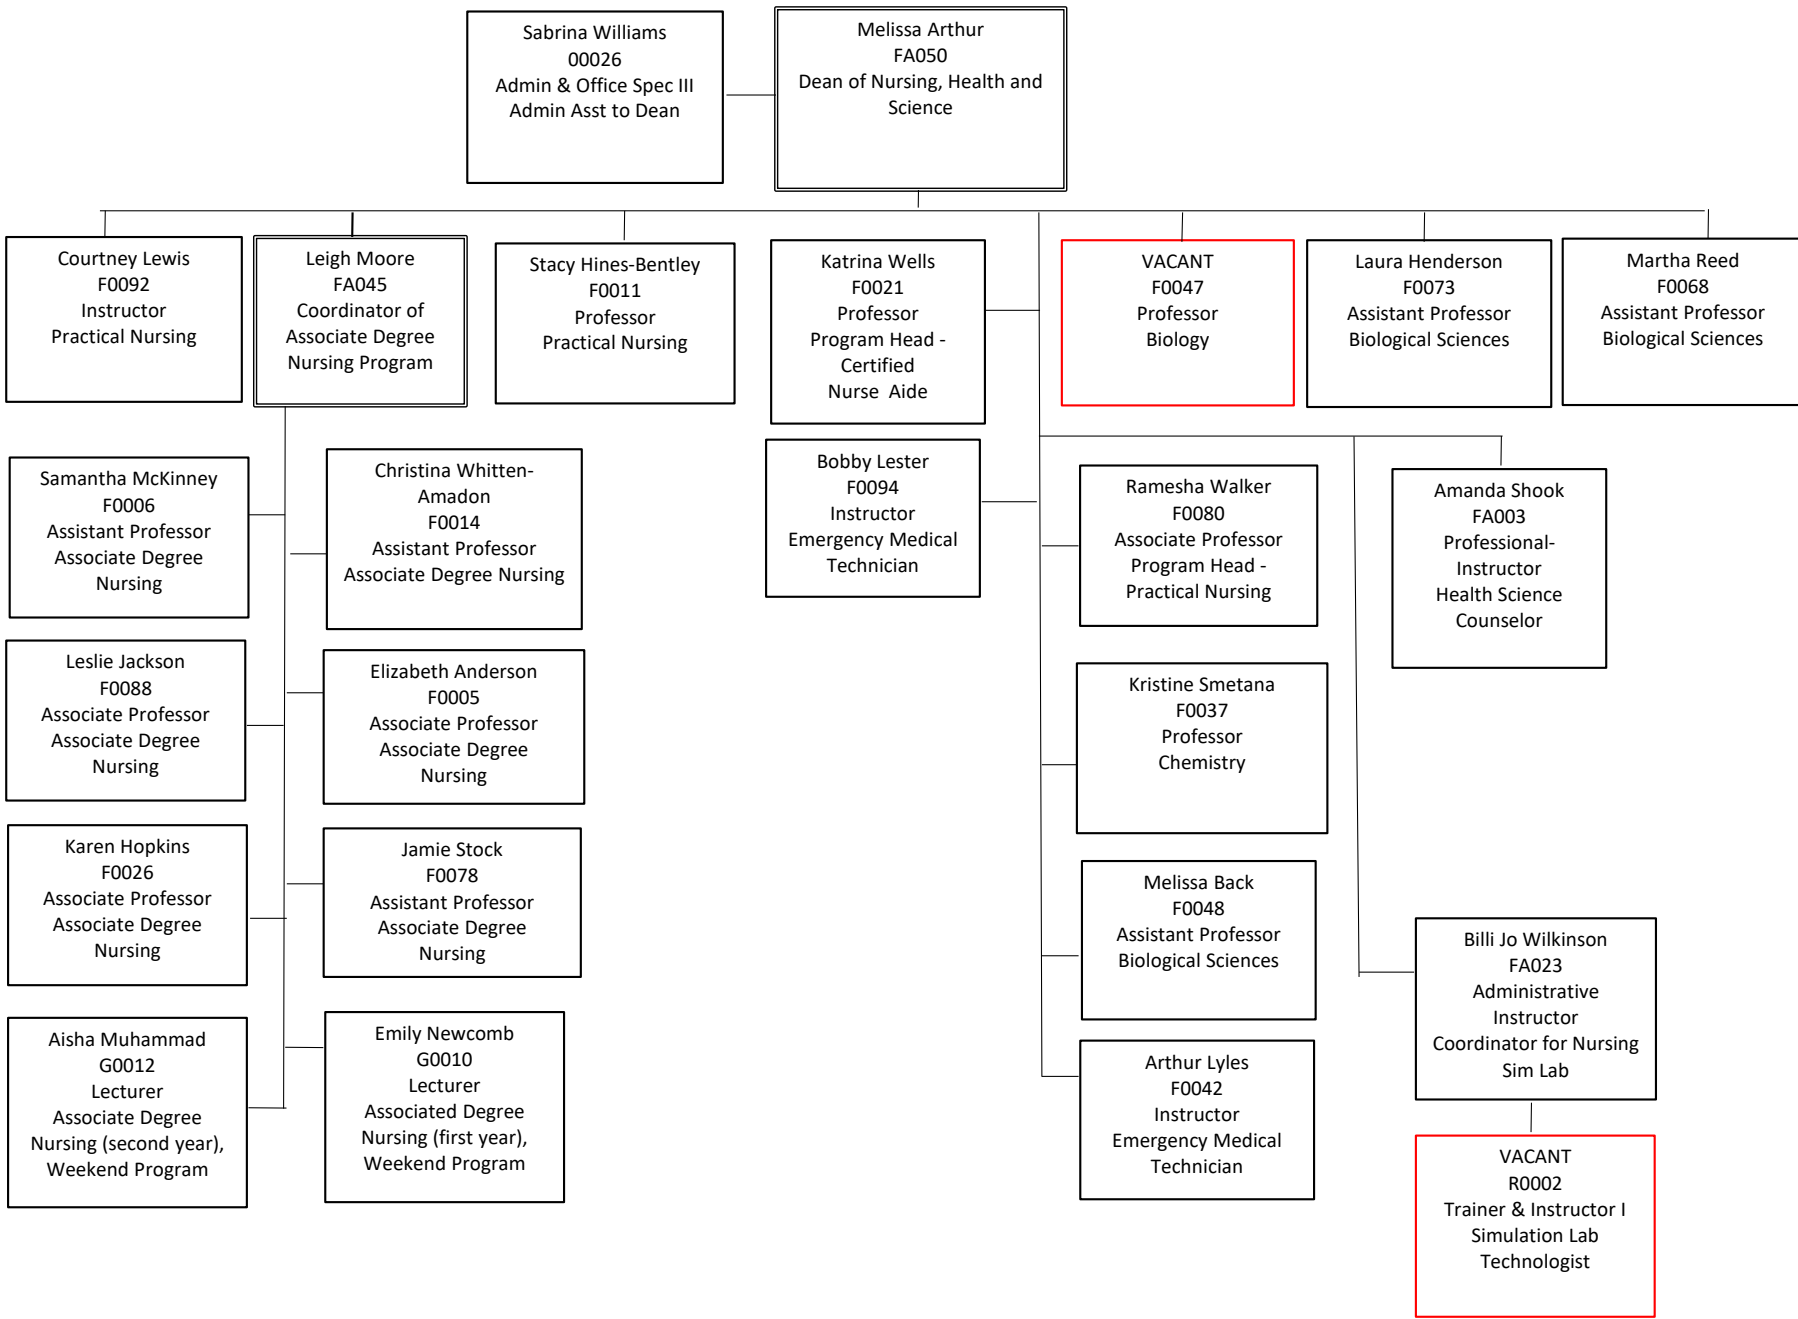 Sabrina Williams
00026
Admin & Office Spec III
Admin Asst to Dean
Melissa Arthur
FA050
Dean of Nursing, Health and
Science
Courtney Lewis
F0092
Instructor
Practical Nursing
Leigh Moore
FA045
Coordinator of
Associate Degree
Nursing Program
Stacy Hines-Bentley
F0011
Professor
Practical Nursing
Katrina Wells
F0021
Professor
Program Head -
Certified
Nurse Aide
VACANT
F0047
Professor
Biology
Laura Henderson
F0073
Assistant Professor
Biological Sciences
Martha Reed
F0068
Assistant Professor
Biological Sciences
Samantha McKinney
F0006
Assistant Professor
Associate Degree
Nursing
Christina Whitten-
Amadon
F0014
Assistant Professor
Associate Degree Nursing
Bobby Lester
F0094
Instructor
Emergency Medical
Technician
Ramesha Walker
F0080
Associate Professor
Program Head -
Practical Nursing
Amanda Shook
FA003
Professional-
Instructor
Health Science
Counselor
Leslie Jackson
F0088
Associate Professor
Associate Degree
Nursing
Elizabeth Anderson
F0005
Associate Professor
Associate Degree
Nursing
Kristine Smetana
F0037
Professor
Chemistry
Karen Hopkins
F0026
Associate Professor
Associate Degree
Nursing
Jamie Stock
F0078
Assistant Professor
Associate Degree
Nursing
Melissa Back
F0048
Assistant Professor
Biological Sciences
Billi Jo Wilkinson
FA023
Administrative
Instructor
Coordinator for Nursing
Sim Lab
Aisha Muhammad
G0012
Lecturer
Associate Degree
Nursing (second year),
Weekend Program
Emily Newcomb
G0010
Lecturer
Associated Degree
Nursing (first year),
Weekend Program
Arthur Lyles
F0042
Instructor
Emergency Medical
Technician
VACANT
R0002
Trainer & Instructor I
Simulation Lab
Technologist